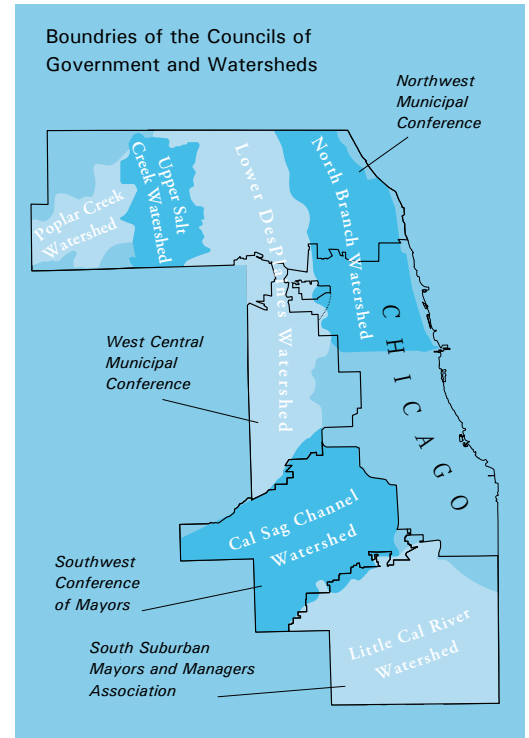 Boundries of the Councils of
Government and Watersheds
Northwest
Municipal
Conference
Poplar Creek
Watershed
Upper Salt
Creek Watershed
Lower DesPlaines Watershed
North Branch Watershed
CHICAGO
West Central
Municipal
Conference
Cal Sag Channel
Watershed
Southwest
Conference
of Mayors
Little Cal River
Watershed
South Suburban
Mayors and Managers
Association